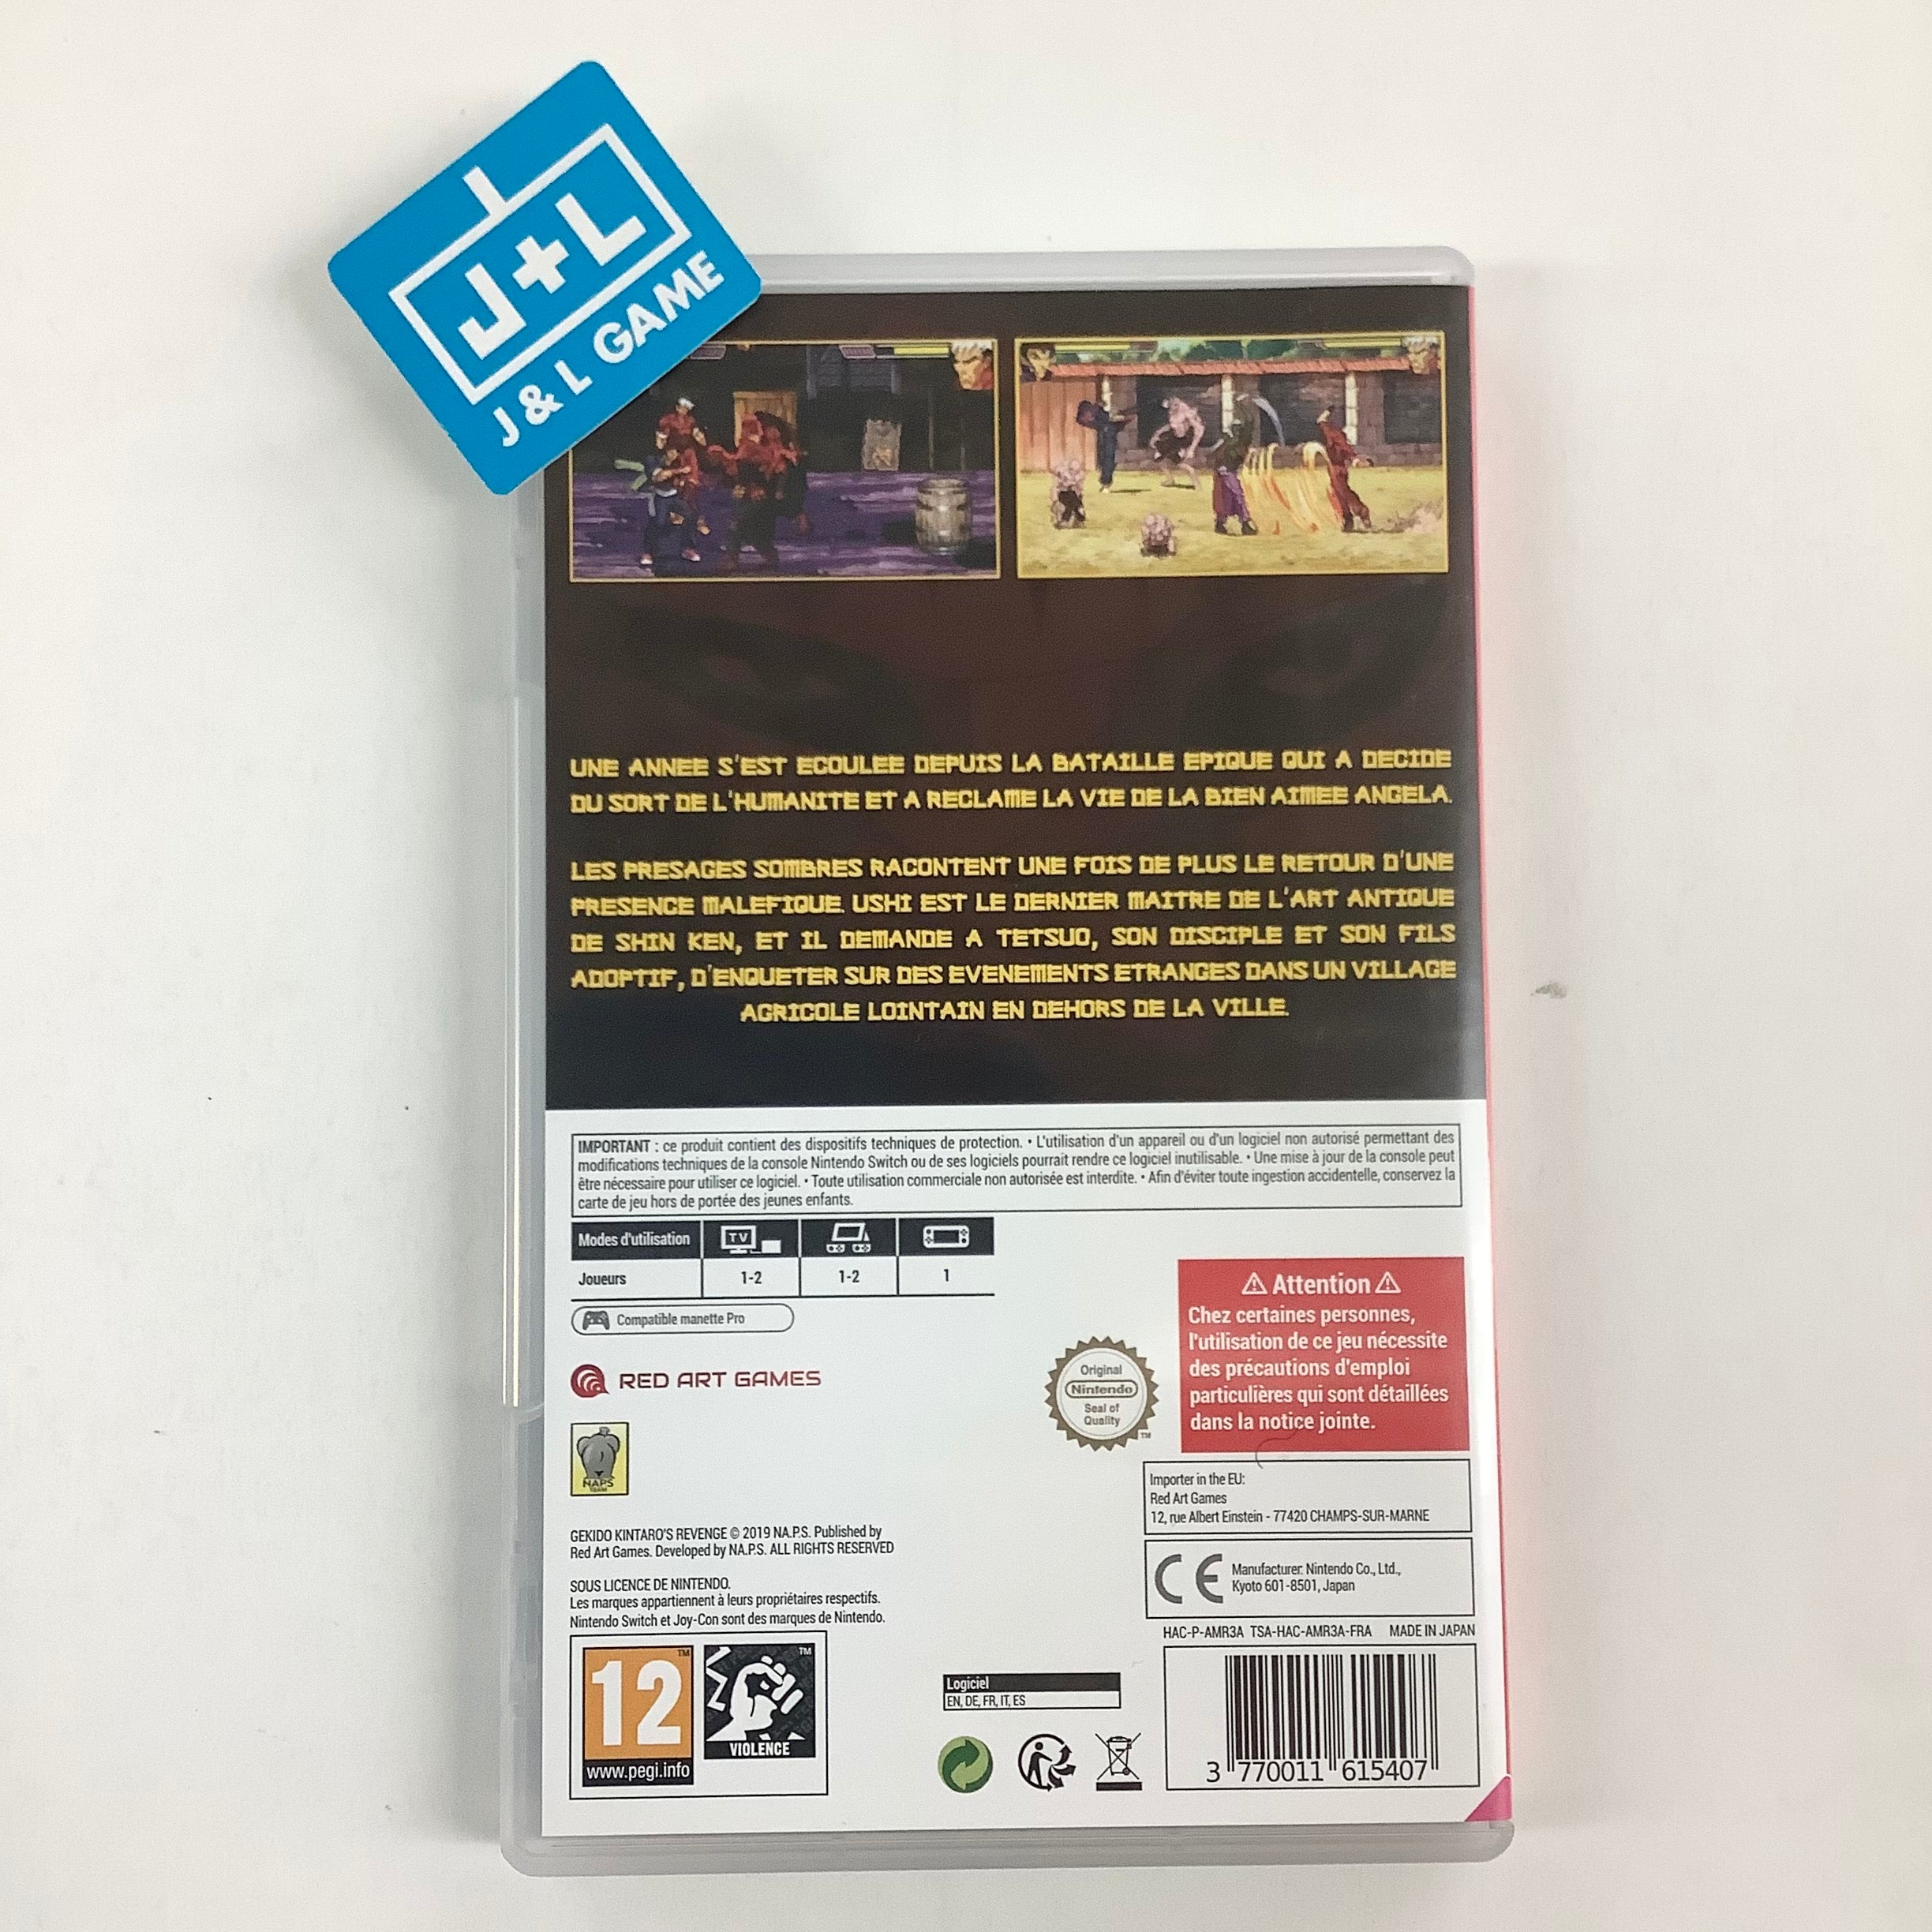 J+L
J & L GAME
UNE ANNEE S'EST ECOULEE DEPUIS LA BATAILLE EPIQUE QUI A DECIDE
DU SORT DE L'HUMANITE ET A RECLAME LA VIE DE LA BIEN AIMEE ANGELA.
LES PRESAGES SOMBRES RACONTENT UNE FOIS DE PLUS LE RETOUR D'UNE
PRESENCE MALEFIQUE. USHI EST LE DERNIER MAITRE DE L'ART ANTIQUE
DE SHIN KEN, ET IL DEMANDE A TETSUO, SON DISCIPLE ET SON FILS
ADOPTIF, D'ENQUETER SUR DES EVENEMENTS ETRANGES DANS UN VILLAGE
AGRICOLE LOINTAIN EN DEHORS DE LA VILLE.
IMPORTANT : ce produit contient des dispositifs techniques de protection. • L'utilisation d'un appareil ou d'un logiciel non autorisé permettant des
modifications techniques de la console Nintendo Switch ou de ses logiciels pourrait rendre ce logiciel inutilisable. • Une mise à jour de la console peut
être nécessaire pour utiliser ce logiciel. • Toute utilisation commerciale non autorisée est interdite. • Afin d'éviter toute ingestion accidentelle, conservez la
carte de jeu hors de portée des jeunes enfants.
Modes d'utilisation TV
Joueurs 1-2 1-2 1
Compatible manette Pro
RED ART GAMES
NAPS
TEAM
Original
Nintendo
Seal of
Quality
TM
⚠ Attention ⚠
Chez certaines personnes,
l'utilisation de ce jeu nécessite
des précautions d'emploi
particulières qui sont détaillées
dans la notice jointe.
Importer in the EU:
Red Art Games
12, rue Albert Einstein - 77420 CHAMPS-SUR-MARNE
CE
Manufacturer: Nintendo Co., Ltd.,
Kyoto 601-8501, Japan
GEKIDO KINTARO'S REVENGE © 2019 NA.P.S. Published by
Red Art Games. Developed by NA.P.S. ALL RIGHTS RESERVED
SOUS LICENCE DE NINTENDO.
Les marques appartiennent à leurs propriétaires respectifs.
Nintendo Switch et Joy-Con sont des marques de Nintendo.
HAC-P-AMR3A TSA-HAC-AMR3A-FRA MADE IN JAPAN
12 TM
www.pegi.info
TM
VIOLENCE
Logiciel
EN, DE, FR, IT, ES
3 770011 615407